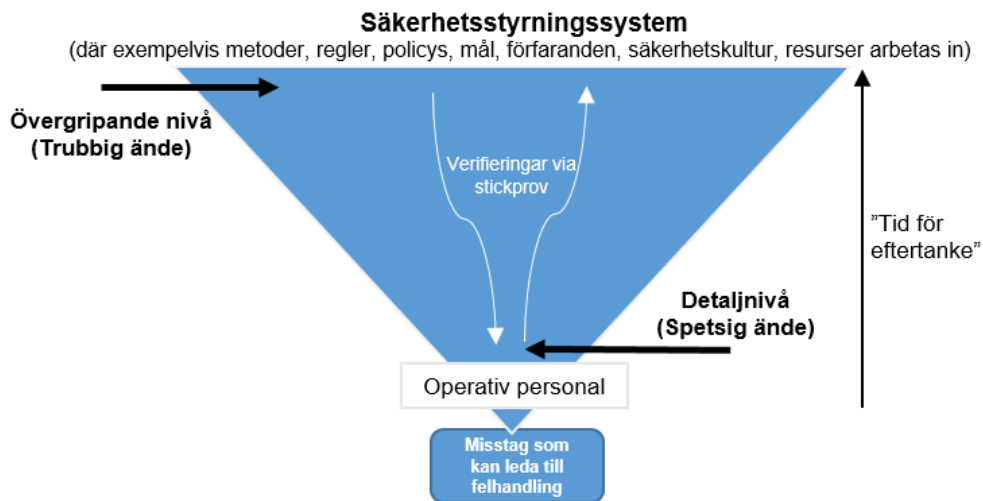 Säkerhetsstyrningssystem
(där exempelvis metoder, regler, policys, mål, förfaranden, säkerhetskultur, resurser arbetas in)
Övergripande nivå
(Trubbig ände)
Verifieringar via
stickprov
"Tid för
eftertanke"
Detaljnivå
(Spetsig ände)
Operativ personal
Misstag som
kan leda till
felhandling